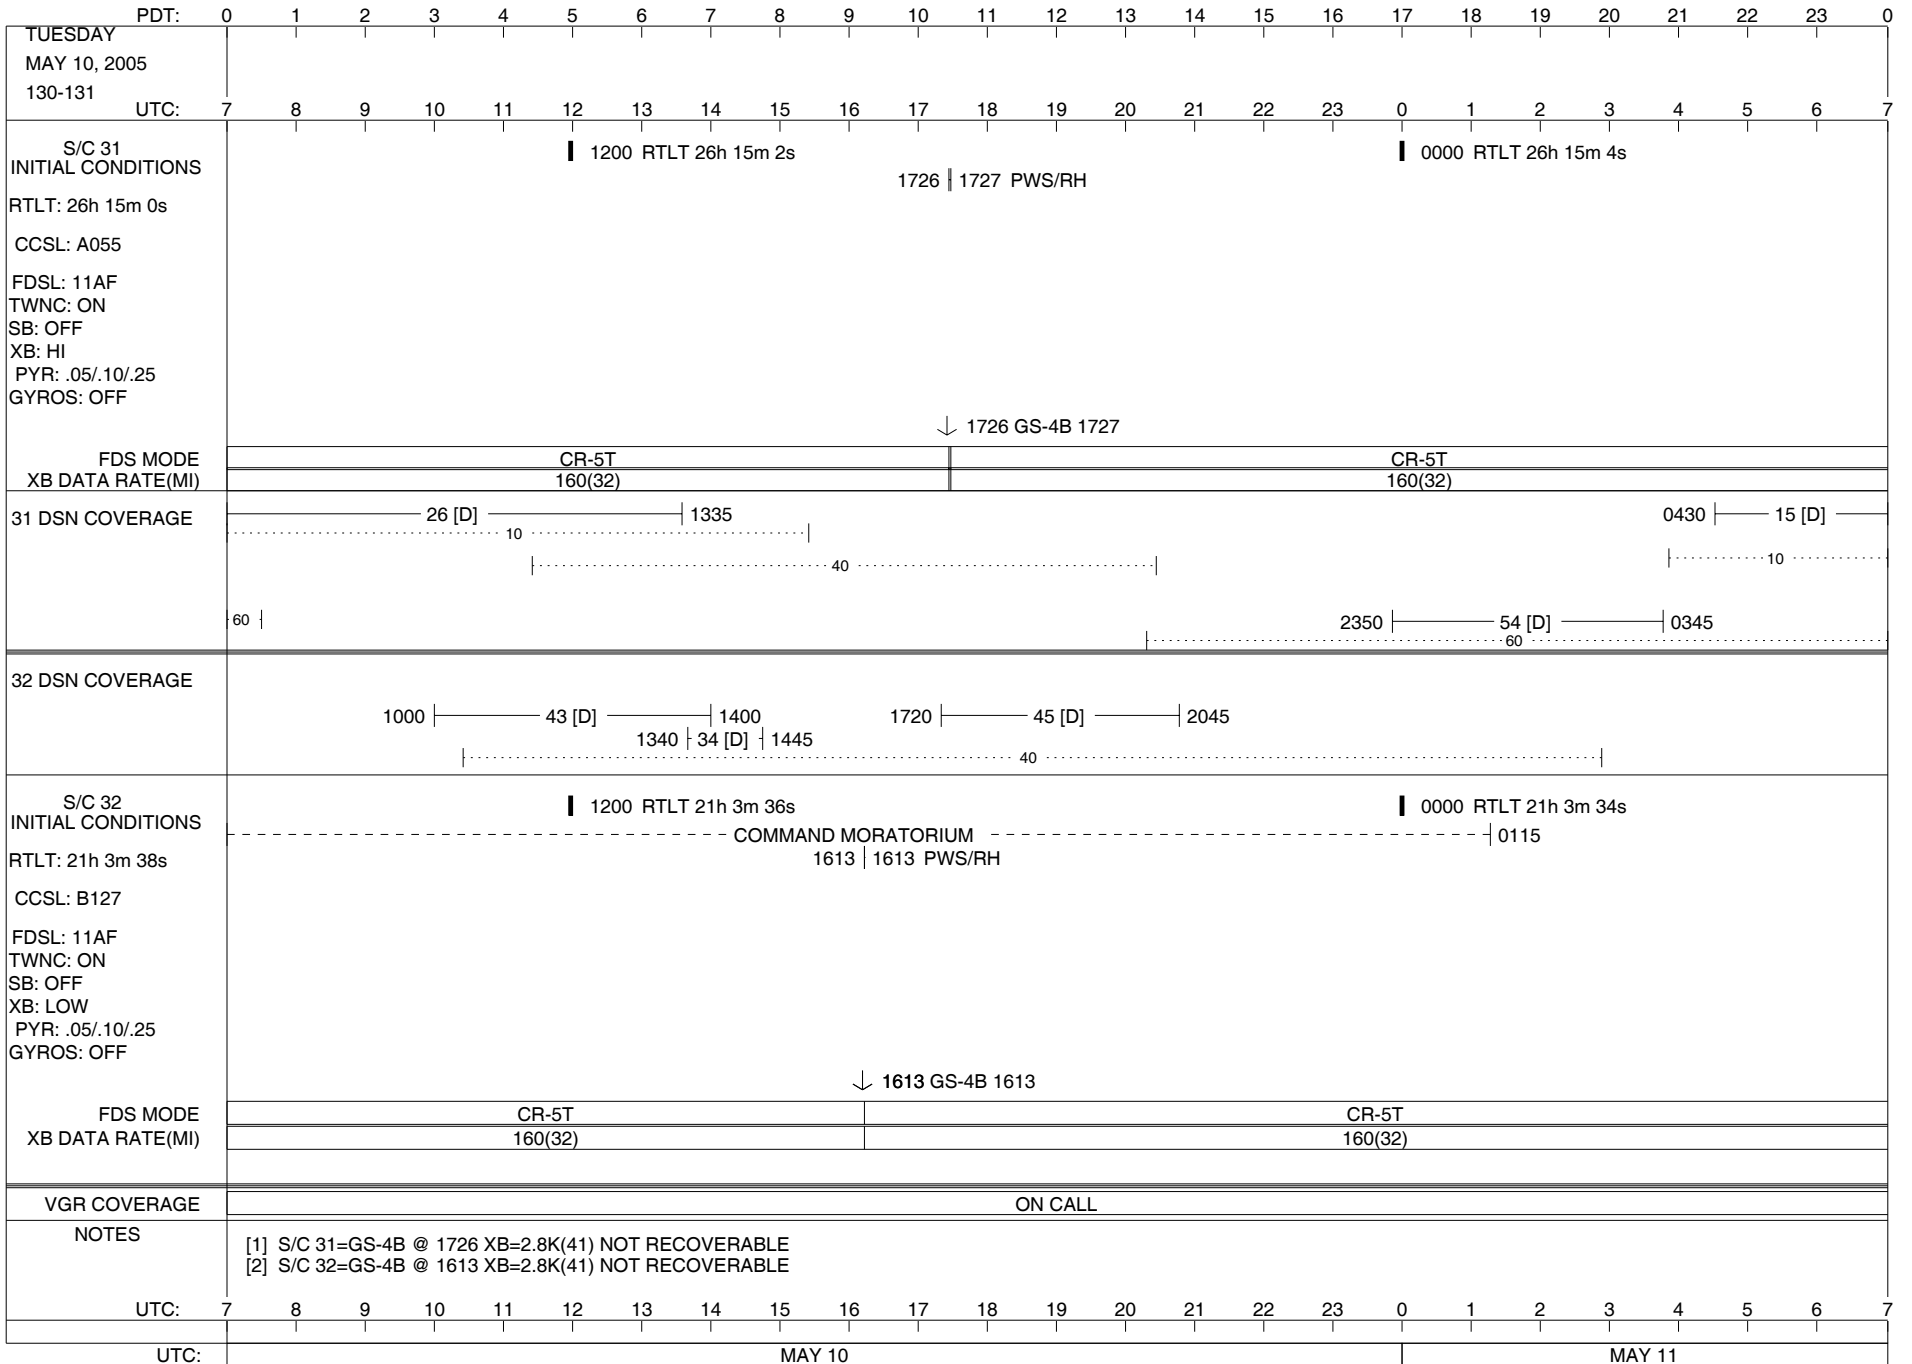 PDT: 0 1 2 3 4 5 6 7 8 9 10 11 12 13 14 15 16 17 18 19 20 21 22 23 0
TUESDAY
MAY 10, 2005
130-131
UTC: 7 8 9 10 11 12 13 14 15 16 17 18 19 20 21 22 23 0 1 2 3 4 5 6 7
S/C 31
INITIAL CONDITIONS
RTLT: 26h 15m 0s
CCSL: A055
FDSL: 11AF
TWNC: ON
SB: OFF
XB: HI
PYR: .05/.10/.25
GYROS: OFF
1200 RTLT 26h 15m 2s
0000 RTLT 26h 15m 4s
1726 1727 PWS/RH
1726 GS-4B 1727
FDS MODE CR-5T CR-5T
XB DATA RATE(MI) 160(32) 160(32)
31 DSN COVERAGE
26 [D] 1335
0430 15 [D]
10
40
10
60
2350 54 [D] 0345
60
32 DSN COVERAGE
1000 43 [D] 1400
1720 45 [D] 2045
1340 34 [D] 1445
40
S/C 32
INITIAL CONDITIONS
RTLT: 21h 3m 38s
CCSL: B127
FDSL: 11AF
TWNC: ON
SB: OFF
XB: LOW
PYR: .05/.10/.25
GYROS: OFF
1200 RTLT 21h 3m 36s
0000 RTLT 21h 3m 34s
COMMAND MORATORIUM 0115
1613 1613 PWS/RH
1613 GS-4B 1613
FDS MODE CR-5T CR-5T
XB DATA RATE(MI) 160(32) 160(32)
VGR COVERAGE ON CALL
NOTES
[1] S/C 31=GS-4B @ 1726 XB=2.8K(41) NOT RECOVERABLE
[2] S/C 32=GS-4B @ 1613 XB=2.8K(41) NOT RECOVERABLE
UTC: 7 8 9 10 11 12 13 14 15 16 17 18 19 20 21 22 23 0 1 2 3 4 5 6 7
UTC: MAY 10 MAY 11